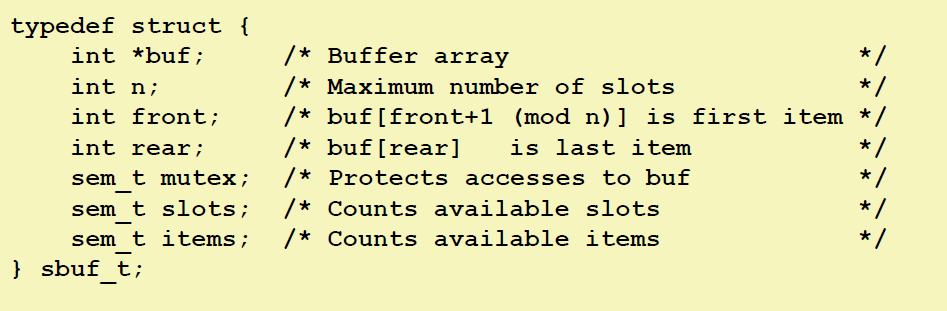 typedef struct {
    int *buf;     /* Buffer array                       */
    int n;        /* Maximum number of slots            */
    int front;    /* buf[front+1 (mod n)] is first item */
    int rear;     /* buf[rear]   is last item           */
    sem_t mutex;  /* Protects accesses to buf           */
    sem_t slots;  /* Counts available slots             */
    sem_t items;  /* Counts available items             */
} sbuf_t;